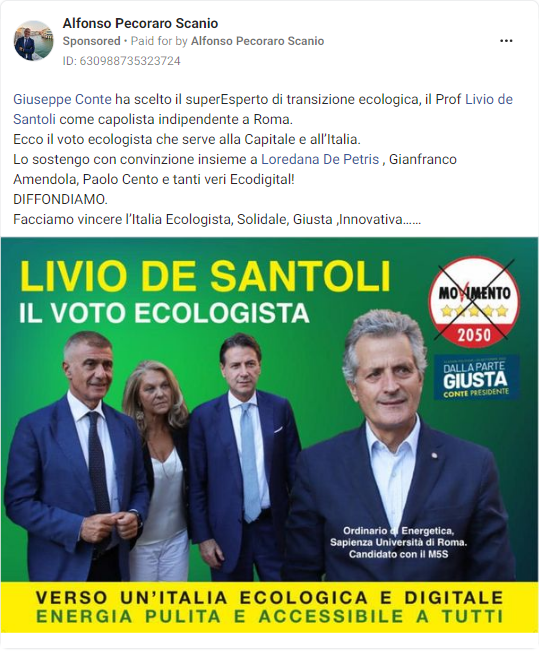 Alfonso Pecoraro Scanio
Sponsored • Paid for by Alfonso Pecoraro Scanio
ID: 630988735323724
Giuseppe Conte ha scelto il superEsperto di transizione ecologica, il Prof Livio de
Santoli come capolista indipendente a Roma.
Ecco il voto ecologista che serve alla Capitale e all’Italia.
Lo sostengo con convinzione insieme a Loredana De Petris , Gianfranco
Amendola, Paolo Cento e tanti veri Ecodigital!
DIFFONDIAMO.
Facciamo vincere l’Italia Ecologista, Solidale, Giusta ,Innovativa......
LIVIO DE SANTOLI
IL VOTO ECOLOGISTA
MOVIMENTO
2050
DALLA PARTE
GIUSTA
CONTE PRESIDENTE
Ordinario di Energetica,
Sapienza Università di Roma.
Candidato con il M5S
VERSO UN'ITALIA ECOLOGICA E DIGITALE
ENERGIA PULITA E ACCESSIBILE A TUTTI